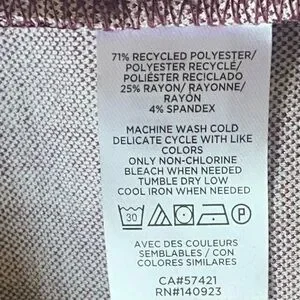 71% RECYCLED POLYESTER/
POLYESTER RECYCLÉ/
POLIÉSTER RECICLADO
25% RAYON/ RAYONNE/
RAYÓN
4% SPANDEX
MACHINE WASH COLD
DELICATE CYCLE WITH LIKE
COLORS
ONLY NON-CHLORINE
BLEACH WHEN NEEDED
TUMBLE DRY LOW
COOL IRON WHEN NEEDED
30 P
AVEC DES COULEURS
SEMBLABLES / CON
COLORES SIMILARES
CA#57421
RN#140923